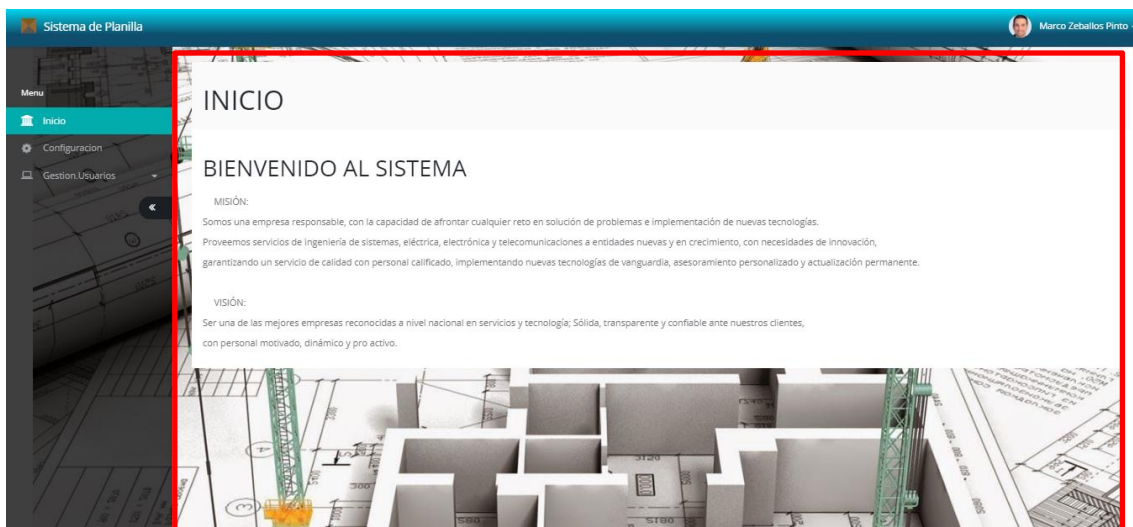 Sistema de Planilla
Marco Zeballos Pinto
Menu
Inicio
Configuracion
Gestion.Usuarios
INICIO
BIENVENIDO AL SISTEMA
MISIÓN:
Somos una empresa responsable, con la capacidad de afrontar cualquier reto en solución de problemas e implementación de nuevas tecnologías.
Proveemos servicios de ingeniería de sistemas, eléctrica, electrónica y telecomunicaciones a entidades nuevas y en crecimiento, con necesidades de innovación,
garantizando un servicio de calidad con personal calificado, implementando nuevas tecnologías de vanguardia, asesoramiento personalizado y actualización permanente.
VISIÓN:
Ser una de las mejores empresas reconocidas a nivel nacional en servicios y tecnología; Sólida, transparente y confiable ante nuestros clientes,
con personal motivado, dinámico y pro activo.
3120
5180